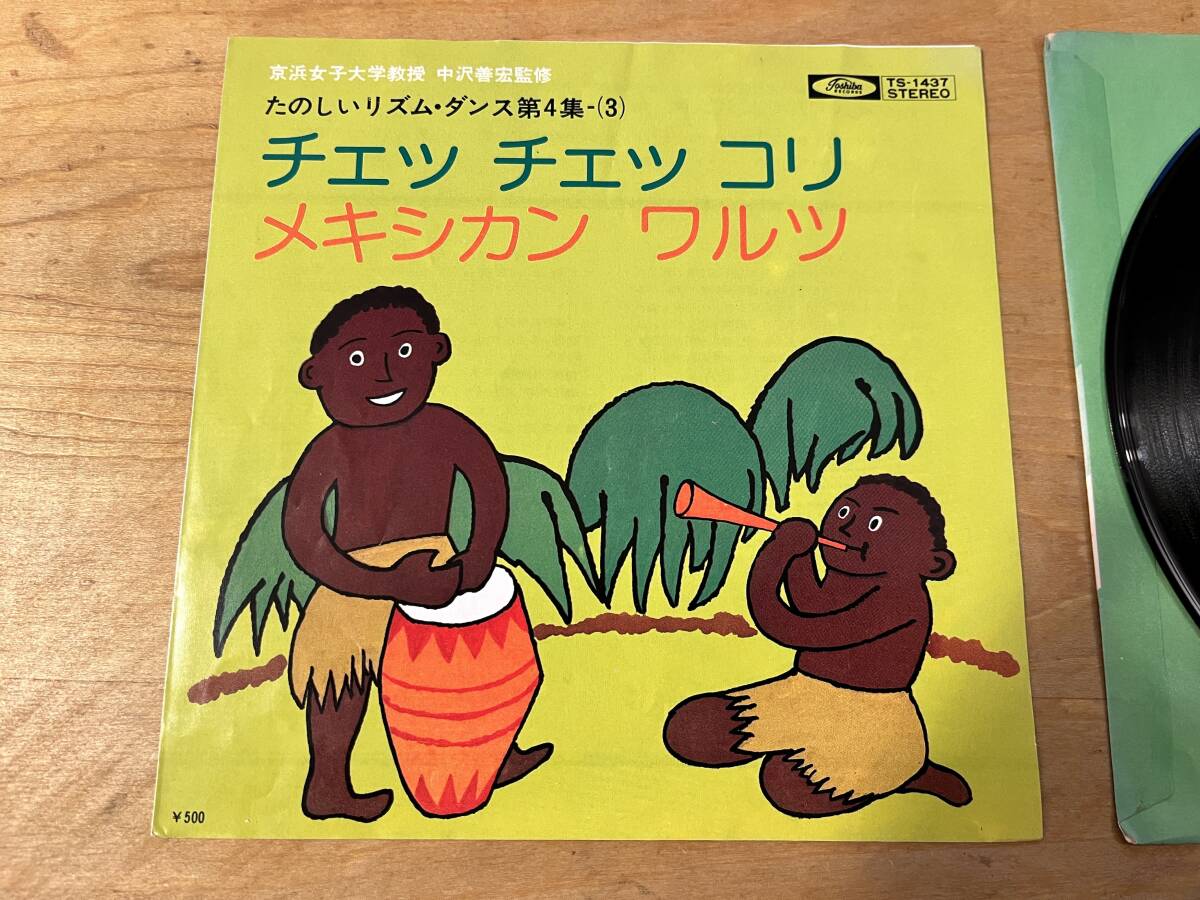 京浜女子大学教授 中沢善宏監修
たのしいリズム・ダンス第4集-(3)
チェッ チェッ コリ
メキシカン ワルツ
Toshiba
RECORDS
TS-1437
STEREO
¥500